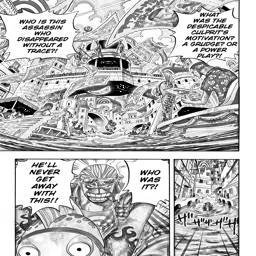 WHAT
WAS THE
DESPICABLE
CULPRIT'S
MOTIVATION?
A GRUDGE? OR A
POWER
PLAY?!
WHO IS THIS
ASSASSIN
WHO
DISAPPEARED
WITHOUT A
TRACE?!
WHO
WAS
IT?!
HE'LL
NEVER
GET
AWAY
WITH
THIS!!